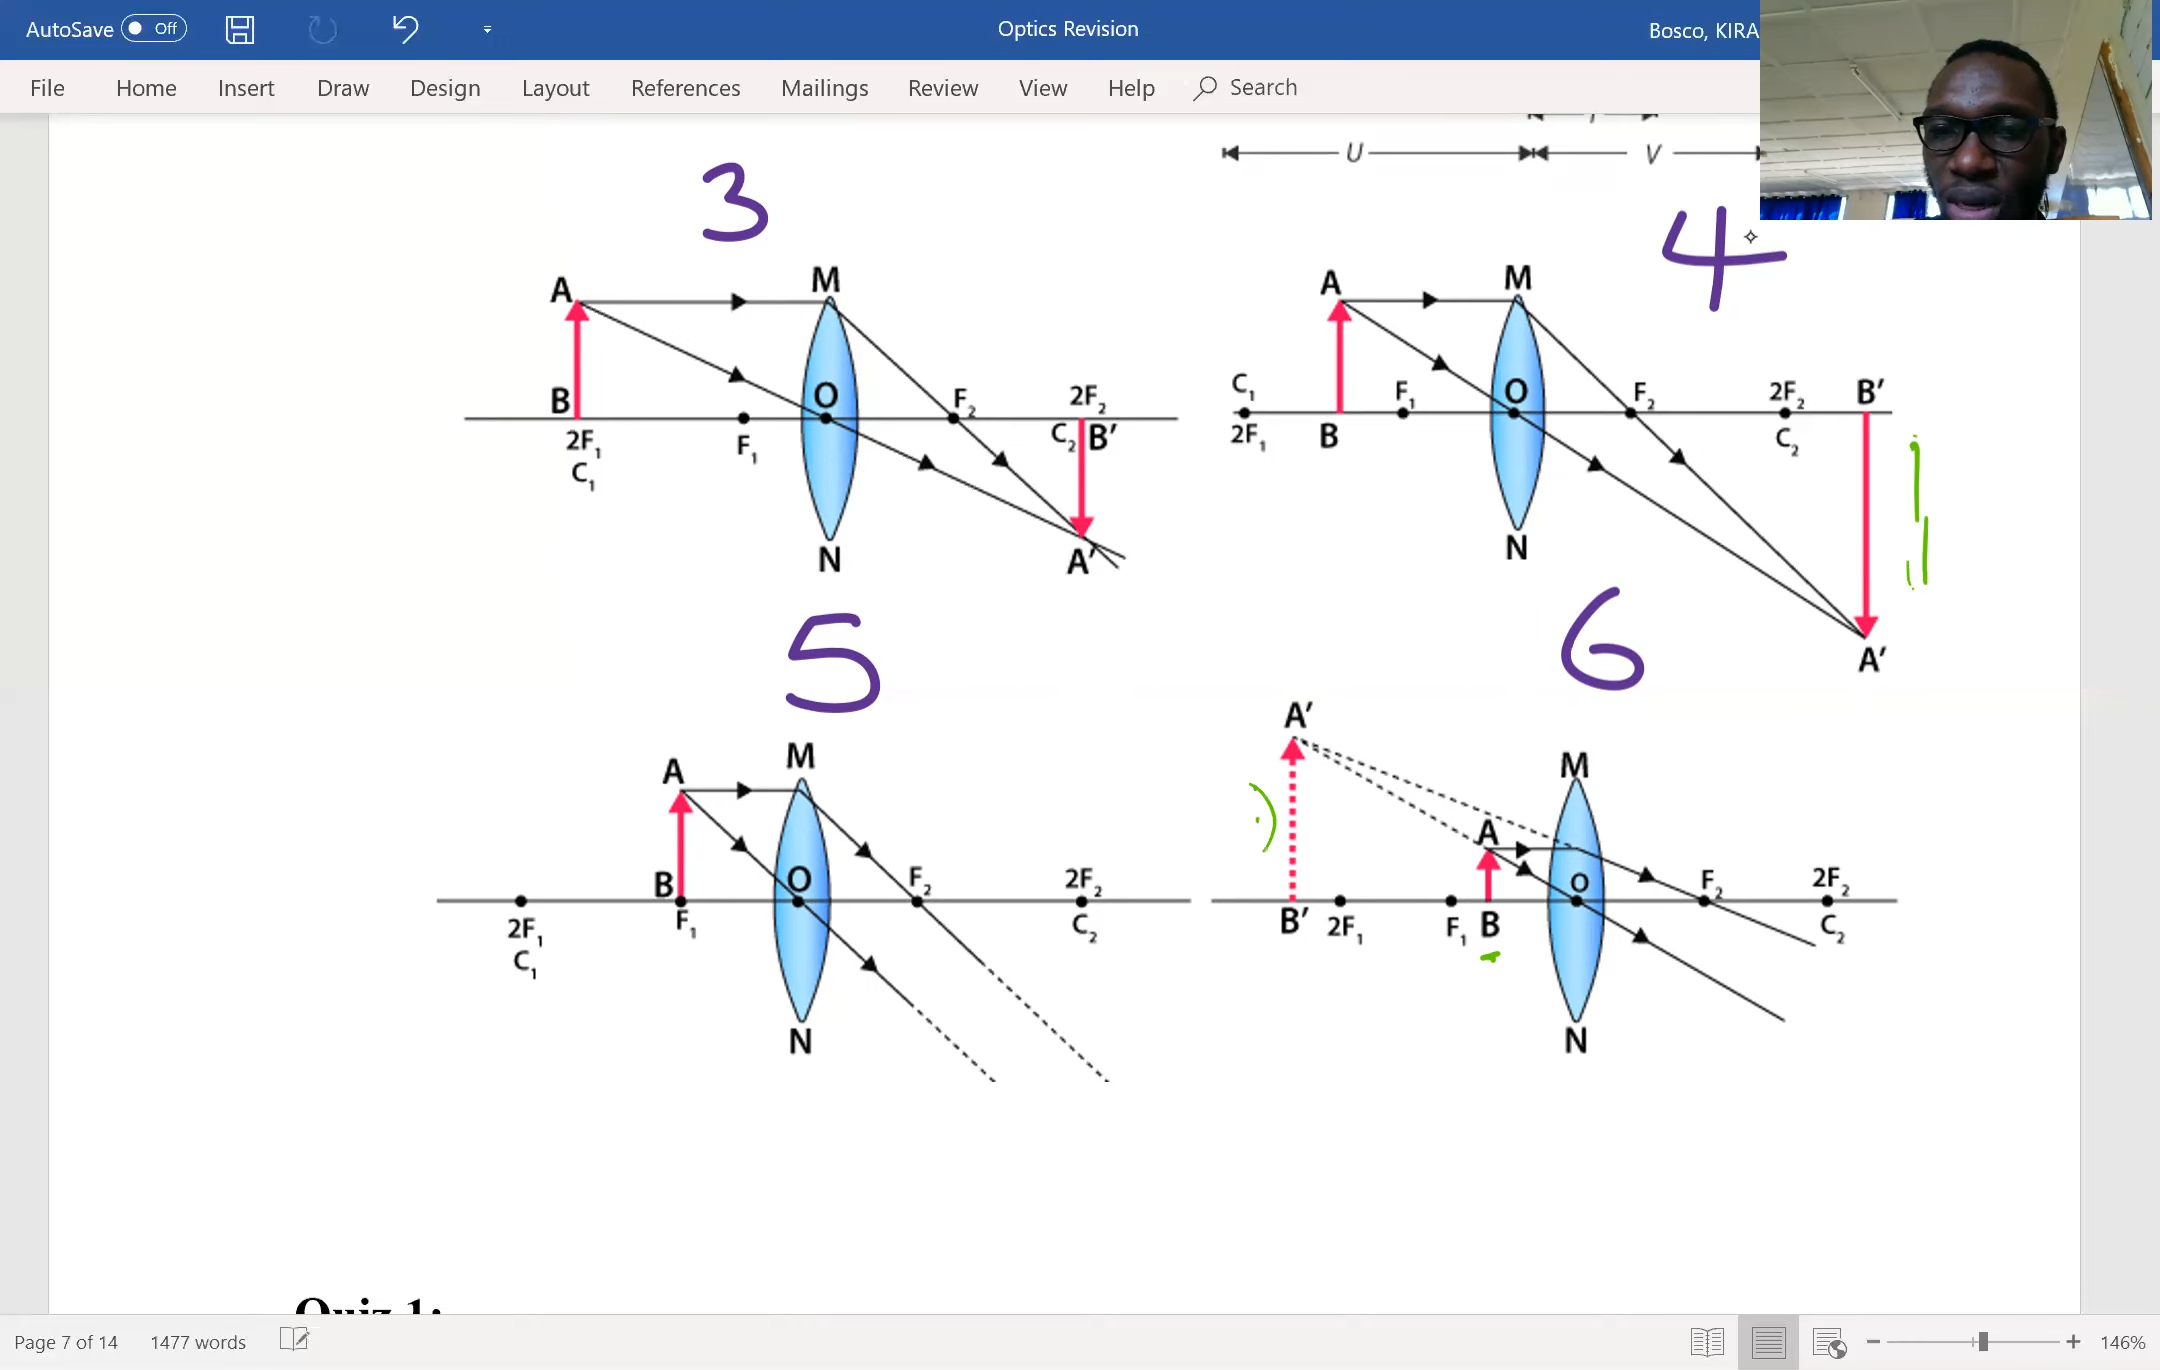 AutoSave Off
Optics Revision
Bosco, KIRA
File Home Insert Draw Design Layout References Mailings Review View Help Search
U V
3
4
A M
B O F2 2F2
2F1 F1 C2 B'
C1
N A'
A M
C1 F1 O F2 2F2 B'
2F1 B C2
N
A'
5
6
A M
B O F2 2F2
2F1 F1 C2
C1
N
A' M
A
O F2 2F2
B' 2F1 F1 B C2
N
Quiz 1:
Page 7 of 14 1477 words 146%